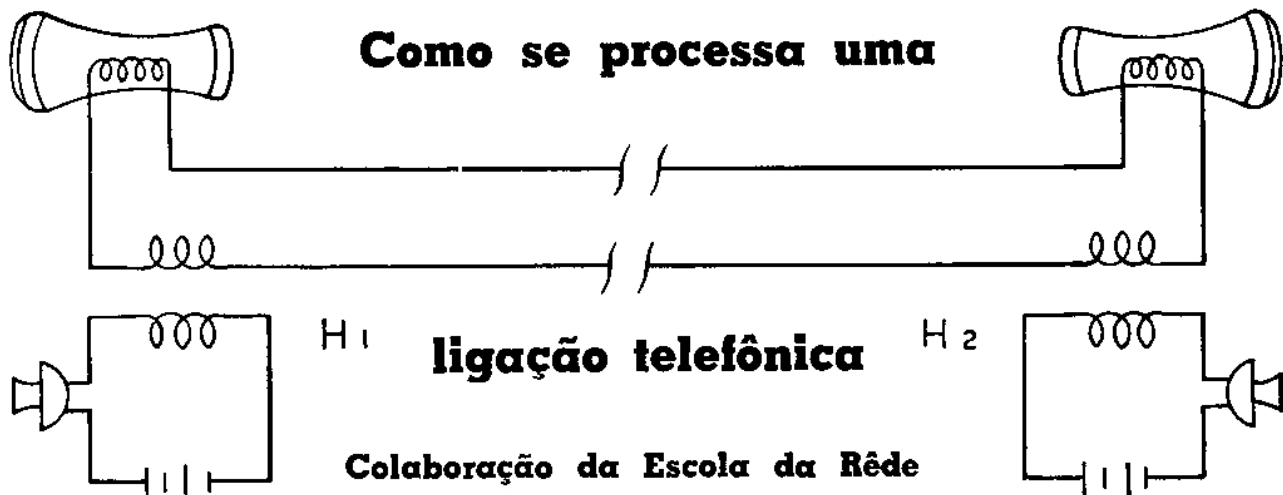 Como se processa uma
H1 H2
ligação telefônica
Colaboração da Escola da Rêde